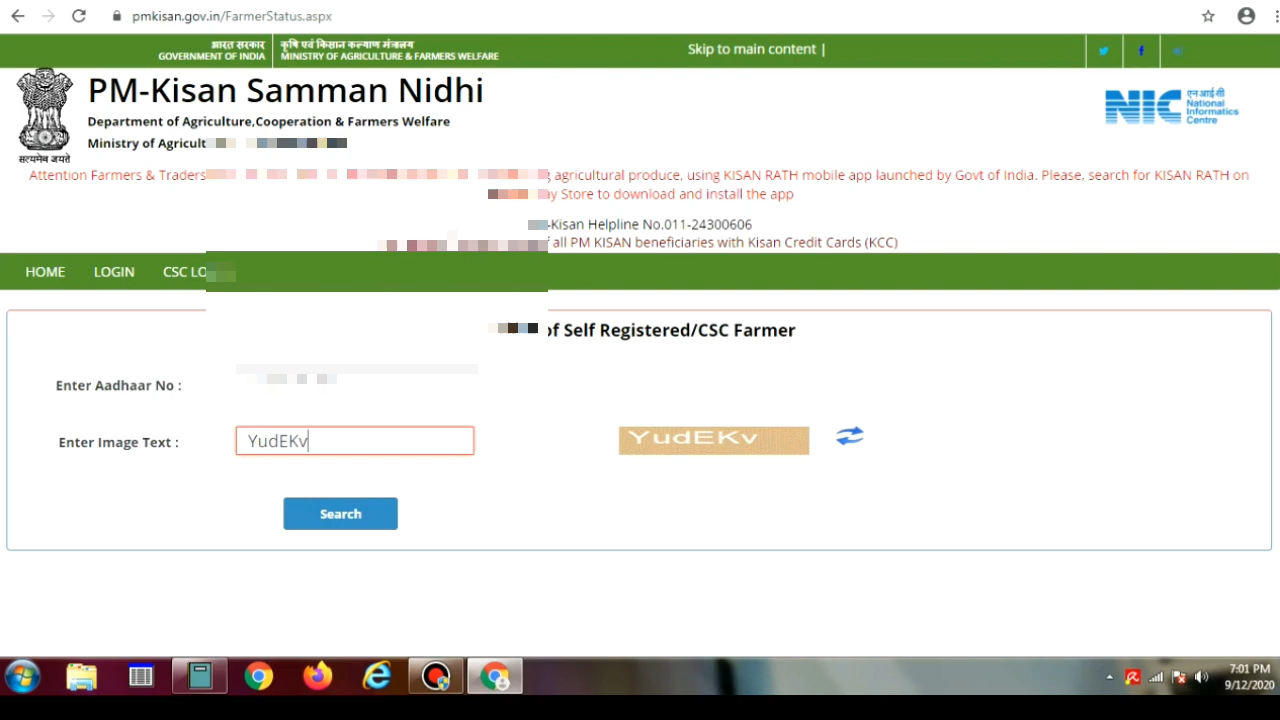 pmkisan.gov.in/FarmerStatus.aspx
भारत सरकार
GOVERNMENT OF INDIA
कृषि एवं किसान कल्याण मंत्रालय
MINISTRY OF AGRICULTURE & FARMERS WELFARE
Skip to main content |
PM-Kisan Samman Nidhi
Department of Agriculture,Cooperation & Farmers Welfare
Ministry of Agricult
सत्यमेव जयते
NIC
एन आई सी
National
Informatics
Centre
Attention Farmers & Traders agricultural produce, using KISAN RATH mobile app launched by Govt of India. Please, search for KISAN RATH on
ay Store to download and install the app
-Kisan Helpline No.011-24300606
all PM KISAN beneficiaries with Kisan Credit Cards (KCC)
HOME LOGIN CSC LO
of Self Registered/CSC Farmer
Enter Aadhaar No :
Enter Image Text : YudEKv YudEKv
Search
7:01 PM
9/12/2020